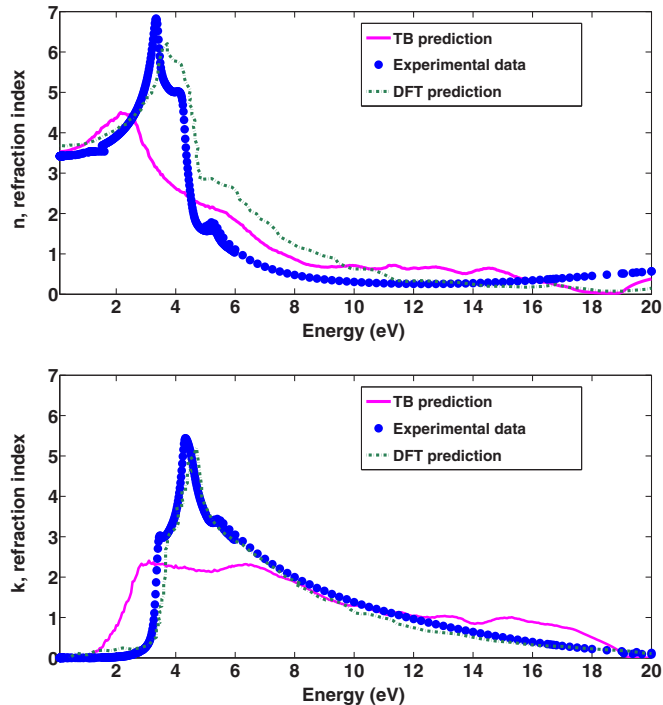 7
6
5
4
3
2
1
0
n, refraction index
TB prediction
Experimental data
DFT prediction
2 4 6 8 10 12 14 16 18 20
Energy (eV)
7
6
5
4
3
2
1
0
k, refraction index
TB prediction
Experimental data
DFT prediction
2 4 6 8 10 12 14 16 18 20
Energy (eV)